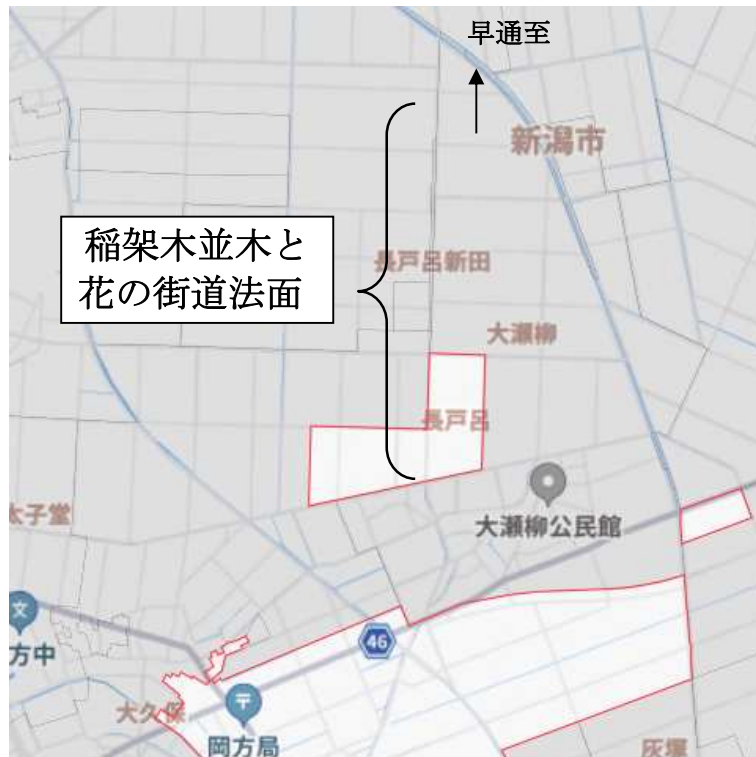 早通至
新潟市
稲架木並木と
花の街道法面
長戸呂新田
大瀬柳
長戸呂
太子堂
大瀬柳公民館
文
方中
46
大久保
〒
岡方局
灰塚